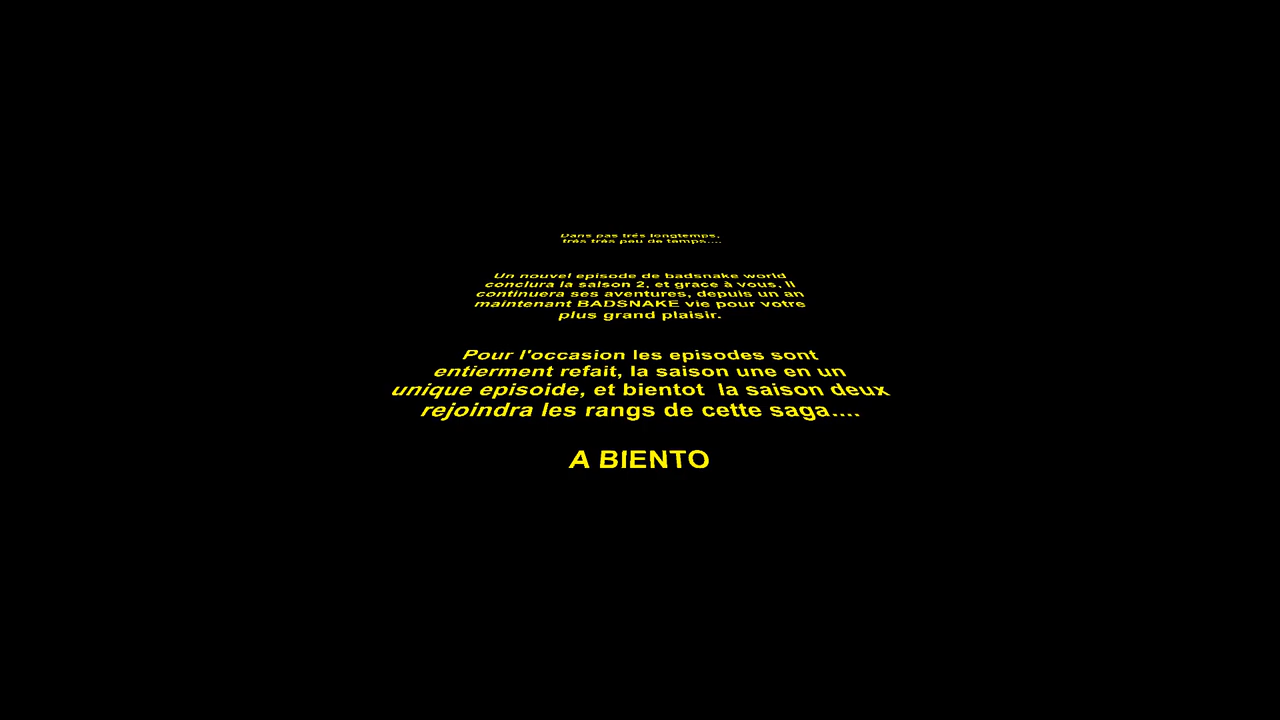 Dans pas trés longtemps,
trés trés peu de temps....
Un nouvel episode de badsnake world
conclura la saison 2, et grace à vous, Il
continuera ses aventures, depuis un an
maintenant BADSNAKE vie pour votre
plus grand plaisir.
Pour l'occasion les episodes sont
entierment refait, la saison une en un
unique episoide, et bientot  la saison deux
rejoindra les rangs de cette saga....
A BIENTO